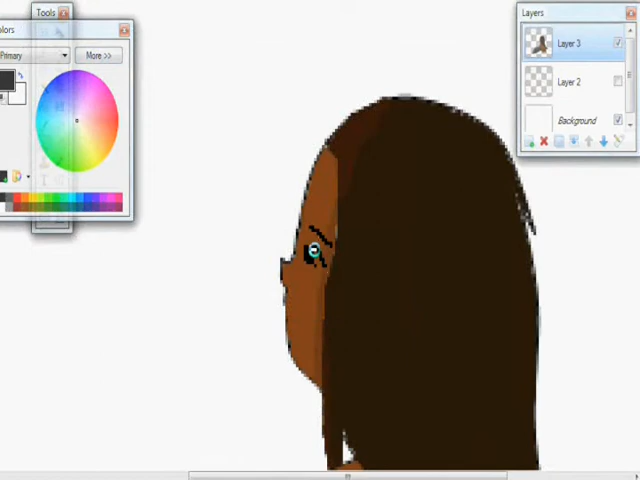 Tools
olors
Primary
More >>
Layers
Layer 3
Layer 2
Background